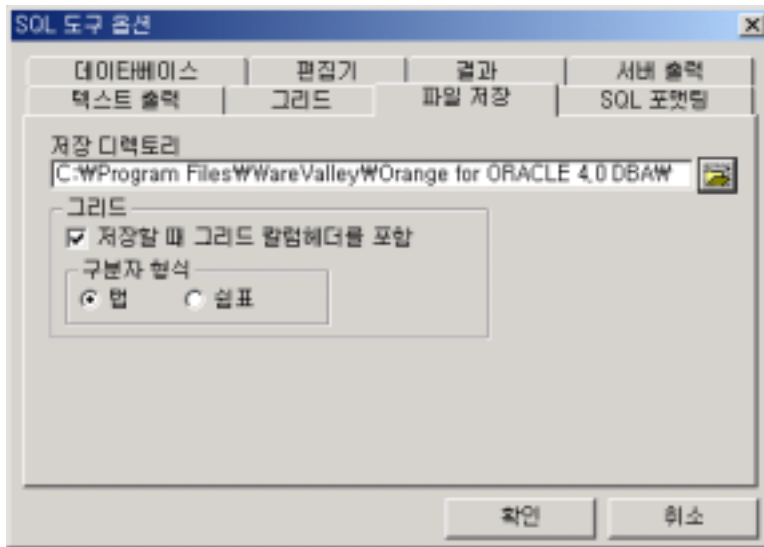 SQL 도구 옵션
데이타베이스 편집기 결과 서버 출력
텍스트 출력 그리드 파일 저장 SQL 포맷팅
저장 디렉토리
C:₩Program Files₩WareValley₩Orange for ORACLE 4.0 DBA₩
그리드
저장할 때 그리드 칼럼헤더를 포함
구분자 형식
탭 쉼표
확인 취소